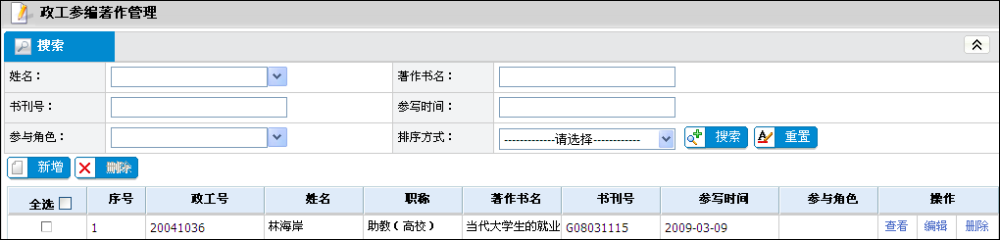 政工参编著作管理
搜索
姓名： 著作书名：
书刊号： 参写时间：
参与角色： 排序方式： -------------请选择------------ 搜索 重置
新增 删除
全选 序号 政工号 姓名 职称 著作书名 书刊号 参写时间 参与角色 操作
1 20041036 林海岸 助教（高校） 当代大学生的就业 G08031115 2009-03-09 查看 编辑 删除